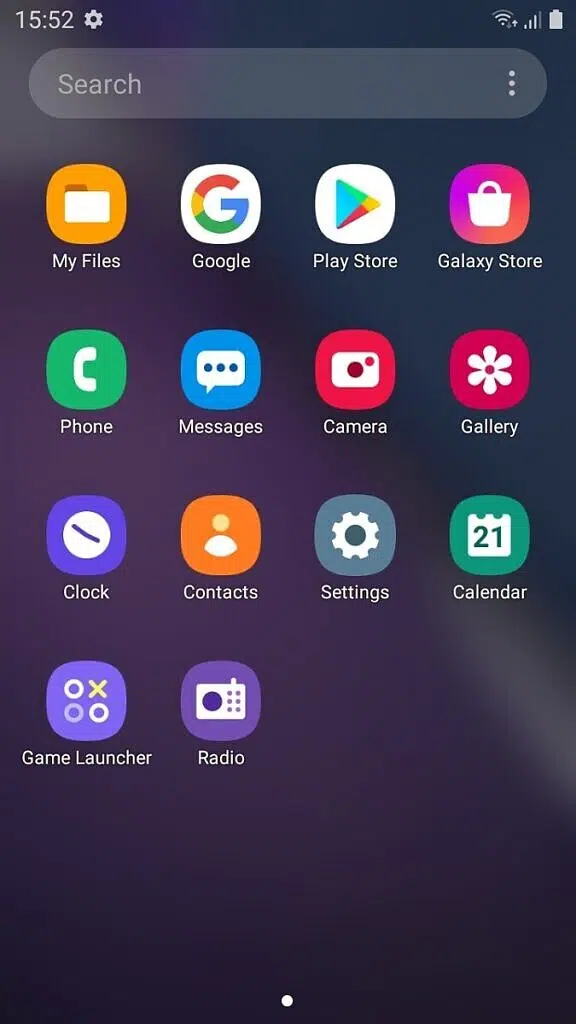 15:52
Search
My Files
Google
Play Store
Galaxy Store
Phone
Messages
Camera
Gallery
Clock
Contacts
Settings
21
Calendar
Game Launcher
Radio